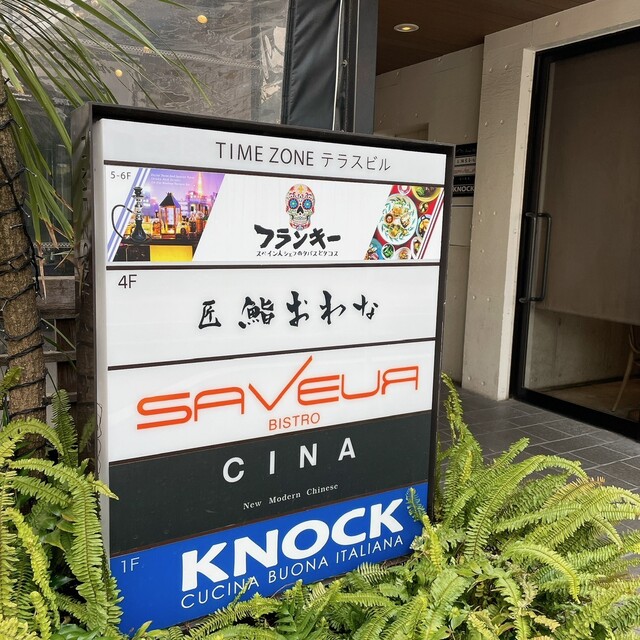 TIME ZONE テラスビル
5-6F
フランキー
スペイン人シェフのタパスとタコス
4F
匠 鮨 おわな
SAVEUR
BISTRO
CINA
New Modern Chinese
1F
KNOCK
CUCINA BUONA ITALIANA
KNOCK